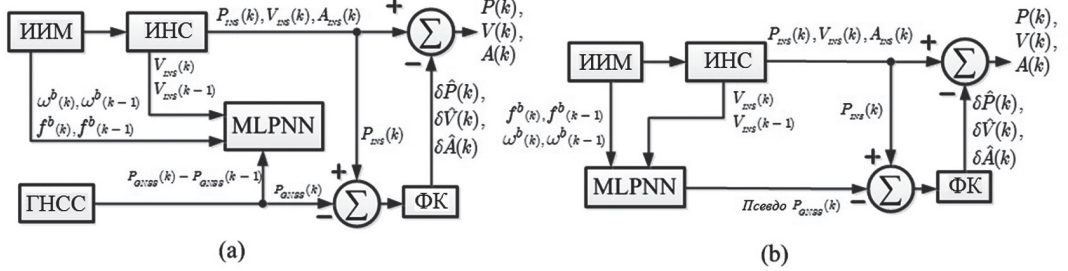 ИИМ
ИНС
P_INS(k), V_INS(k), A_INS(k)
+
Σ
−
P(k),
V(k),
A(k)
V_INS(k)
V_INS(k−1)
ω^b(k), ω^b(k−1)
f^b(k), f^b(k−1)
MLPNN
P_INS(k)
δP̂(k),
δV̂(k),
δÂ(k)
P_GNSS(k) − P_GNSS(k−1)
ГНСС
P_GNSS(k)
+
−
Σ
ФК
(a)
ИИМ
ИНС
P_INS(k), V_INS(k), A_INS(k)
+
Σ
−
P(k),
V(k),
A(k)
V_INS(k)
V_INS(k−1)
f^b(k), f^b(k−1)
ω^b(k), ω^b(k−1)
P_INS(k)
δP̂(k),
δV̂(k),
δÂ(k)
MLPNN
Псевдо P_GNSS(k)
+
−
Σ
ФК
(b)